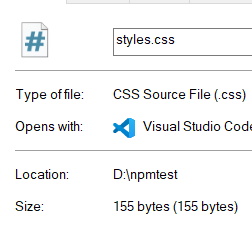 styles.css
Type of file: CSS Source File (.css)
Opens with: Visual Studio Code
Location: D:\npmtest
Size: 155 bytes (155 bytes)